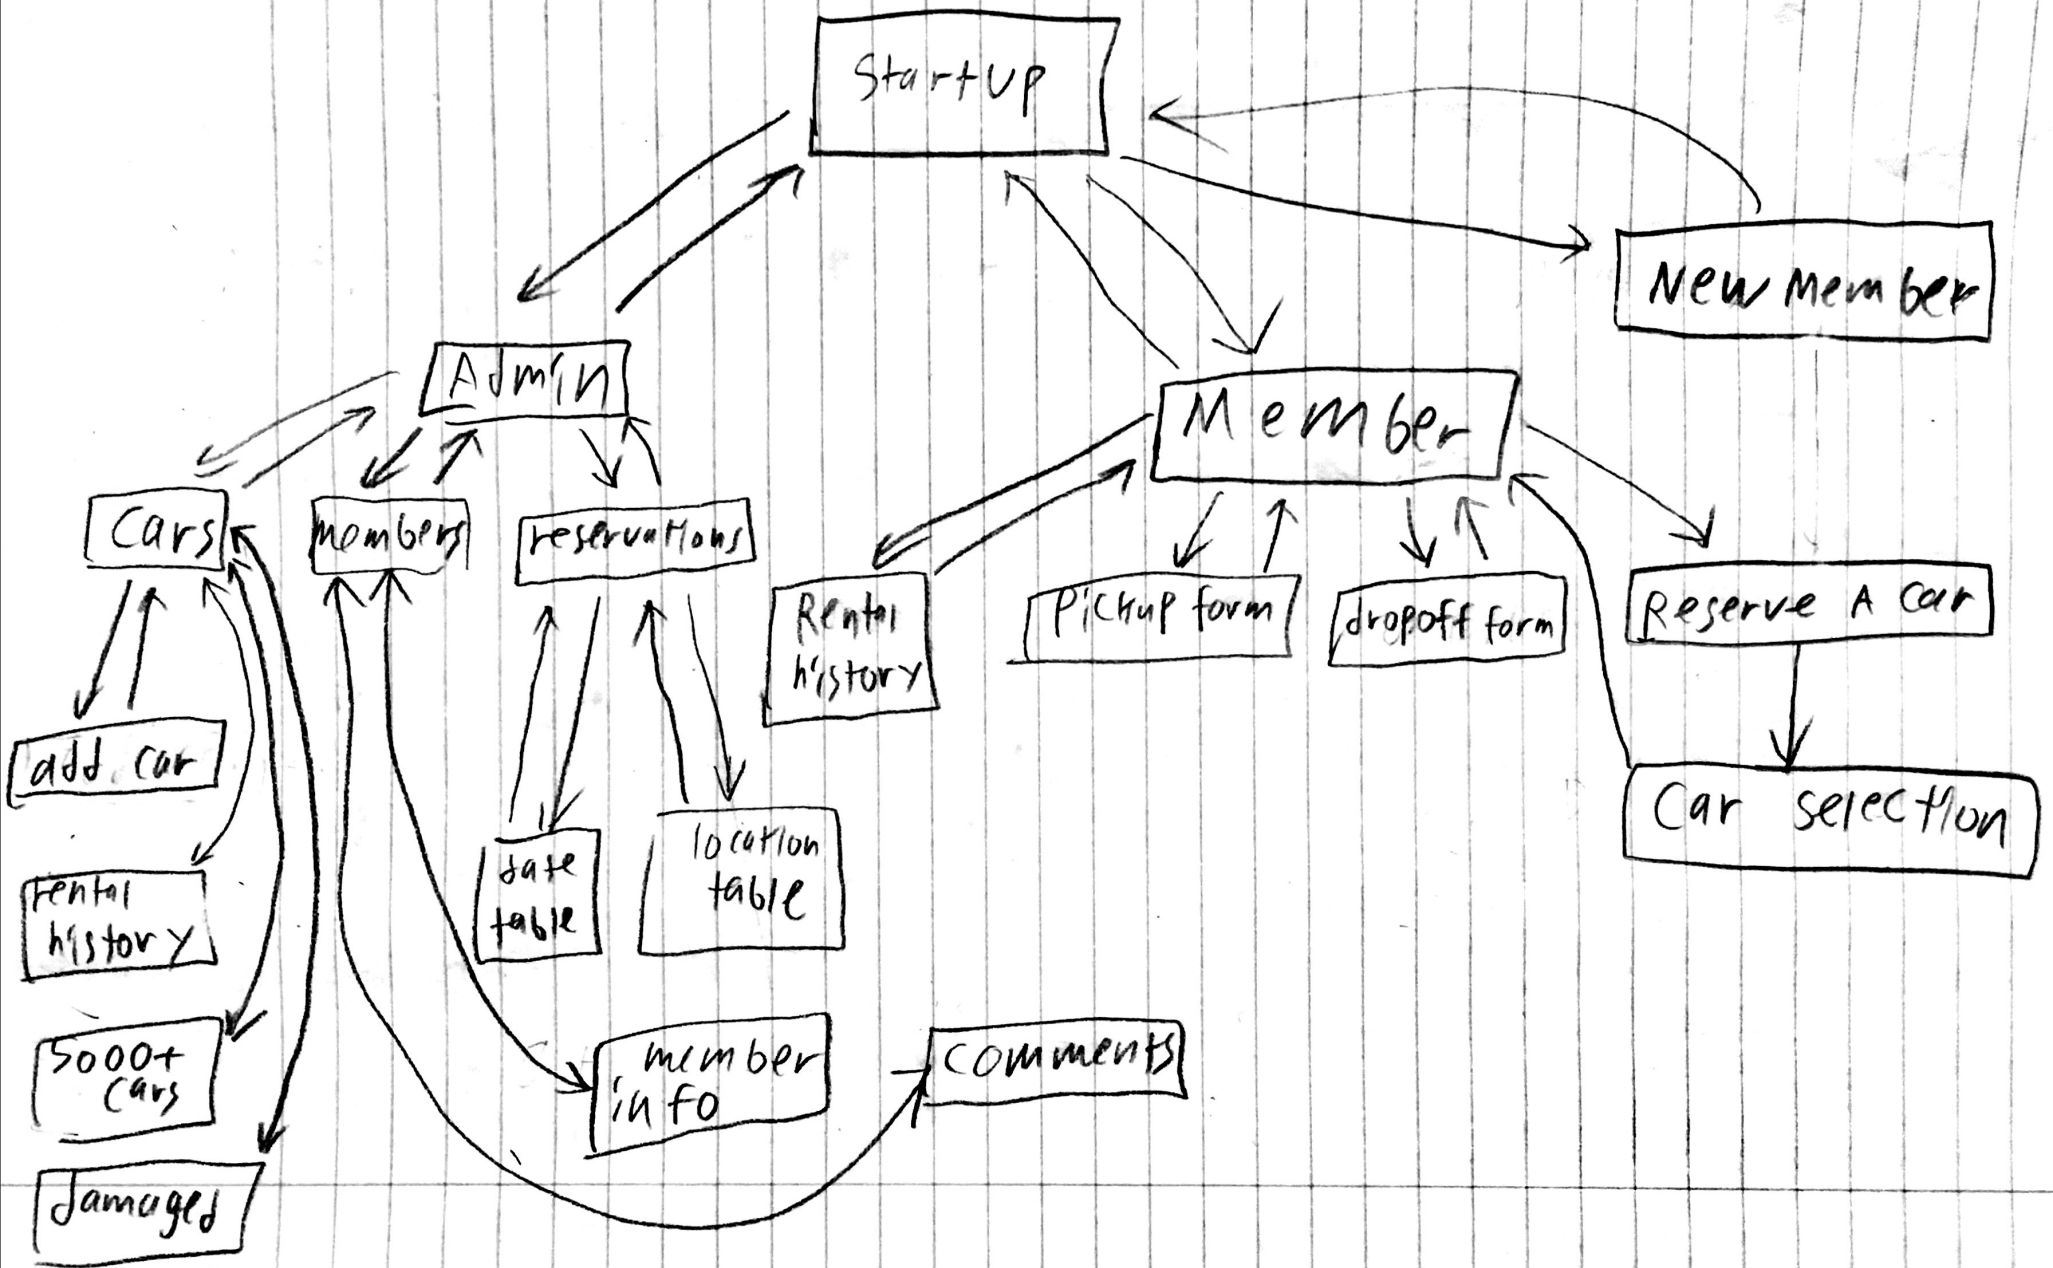 Startup
New Member
Admin
Member
Cars
members
reservations
Rental
history
Pickup form
dropoff form
Reserve A car
add car
Car selection
rental
history
date
table
location
table
5000+
cars
member
info
comments
damaged